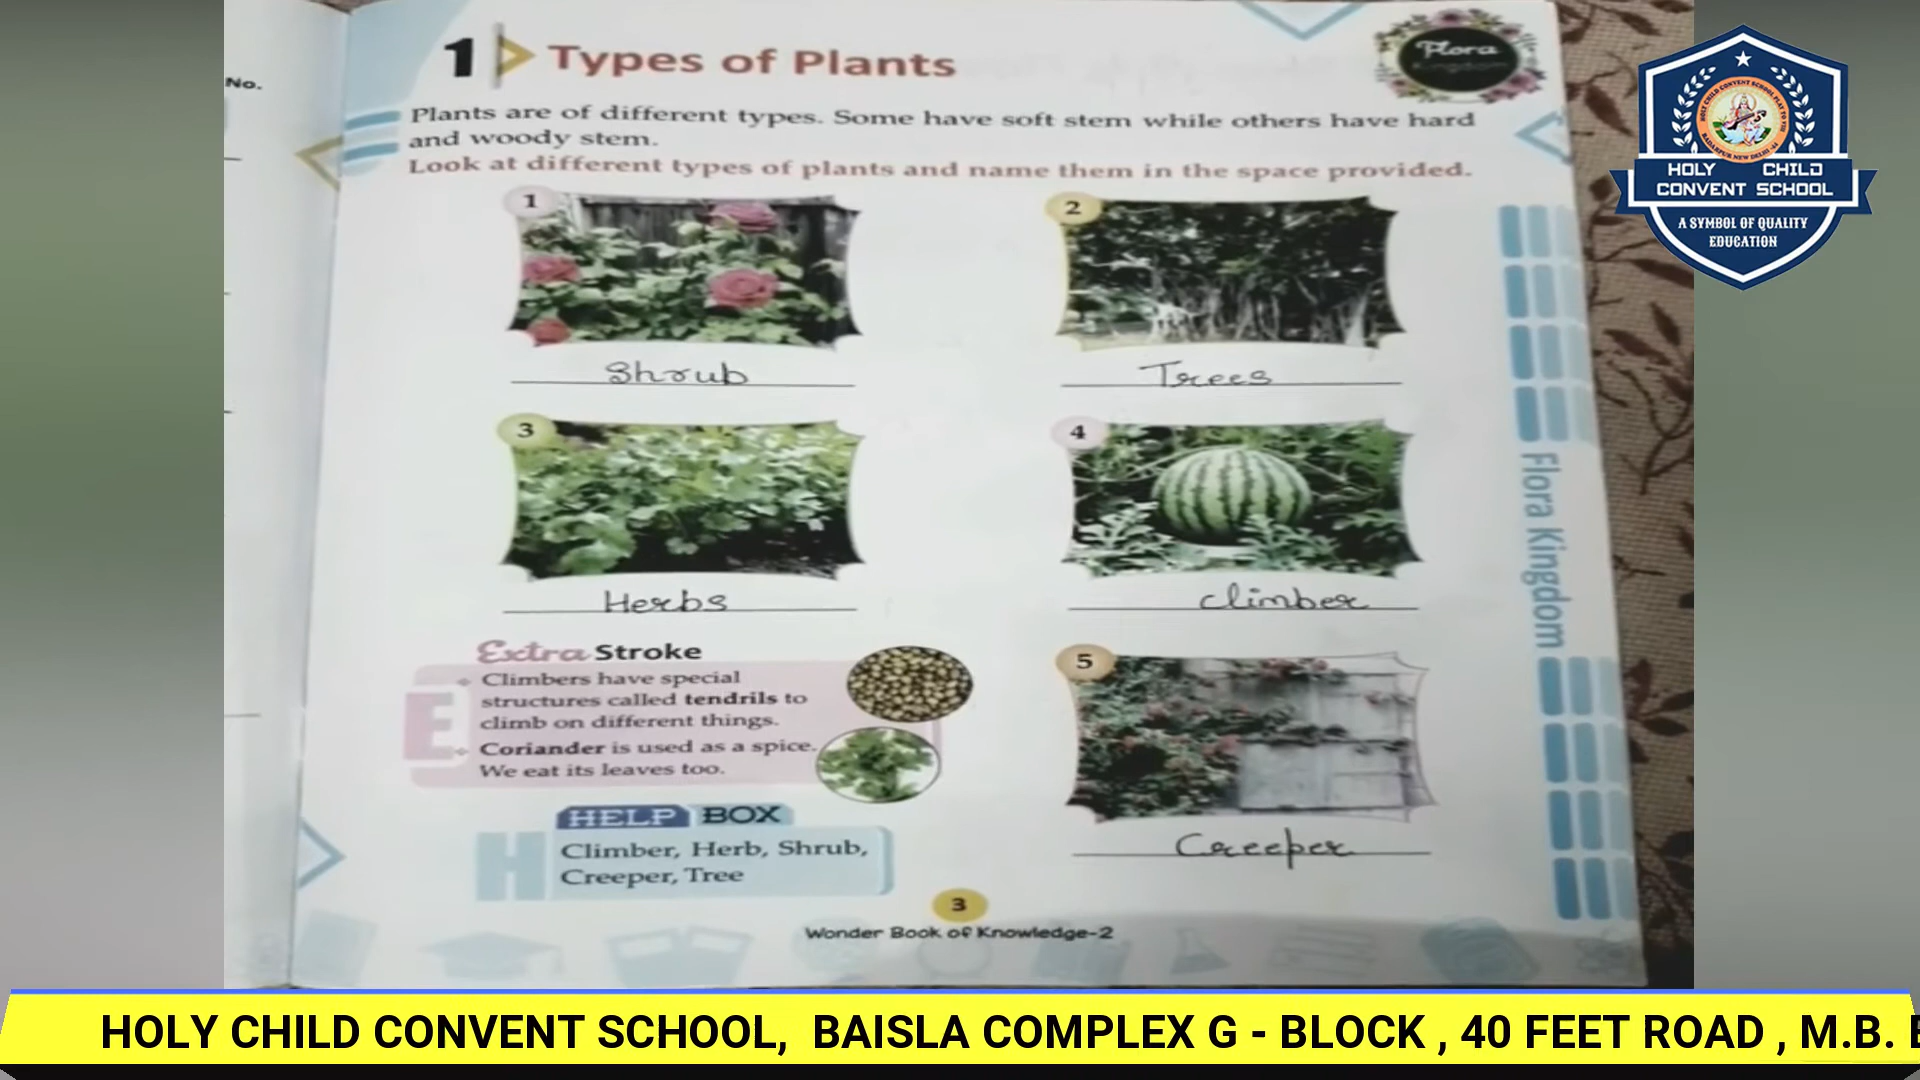 No.
1 Types of Plants
Flora
Plants are of different types. Some have soft stem while others have hard
and woody stem.
Look at different types of plants and name them in the space provided.
1
2
Shrub
Trees
3
4
Herbs
climber
Extra Stroke
E
Climbers have special
structures called tendrils to
climb on different things.
Coriander is used as a spice.
We eat its leaves too.
5
Creeper
HELP BOX
H
Climber, Herb, Shrub,
Creeper, Tree
3
Wonder Book of Knowledge-2
Flora Kingdom
HOLY CHILD
CONVENT SCHOOL
A SYMBOL OF QUALITY
EDUCATION
HOLY CHILD CONVENT SCHOOL, BAISLA COMPLEX G - BLOCK , 40 FEET ROAD , M.B.